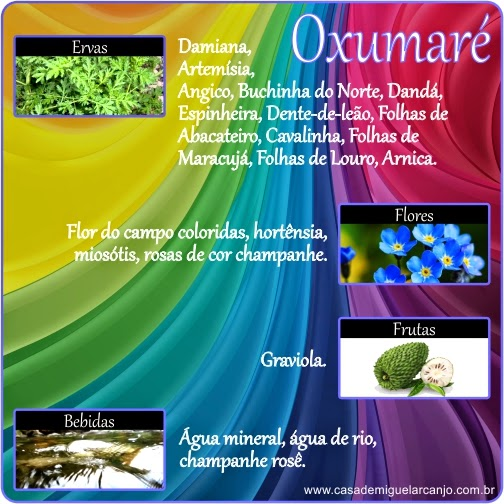 Oxumaré
Ervas
Damiana,
Artemísia,
Angico, Buchinha do Norte, Dandá,
Espinheira, Dente-de-leão, Folhas de
Abacateiro, Cavalinha, Folhas de
Maracujá, Folhas de Louro, Arnica.
Flores
Flor do campo coloridas, hortênsia,
miosótis, rosas de cor champanhe.
Frutas
Graviola.
Bebidas
Água mineral, água de rio,
champanhe rosê.
www.casademiguelarcanjo.com.br